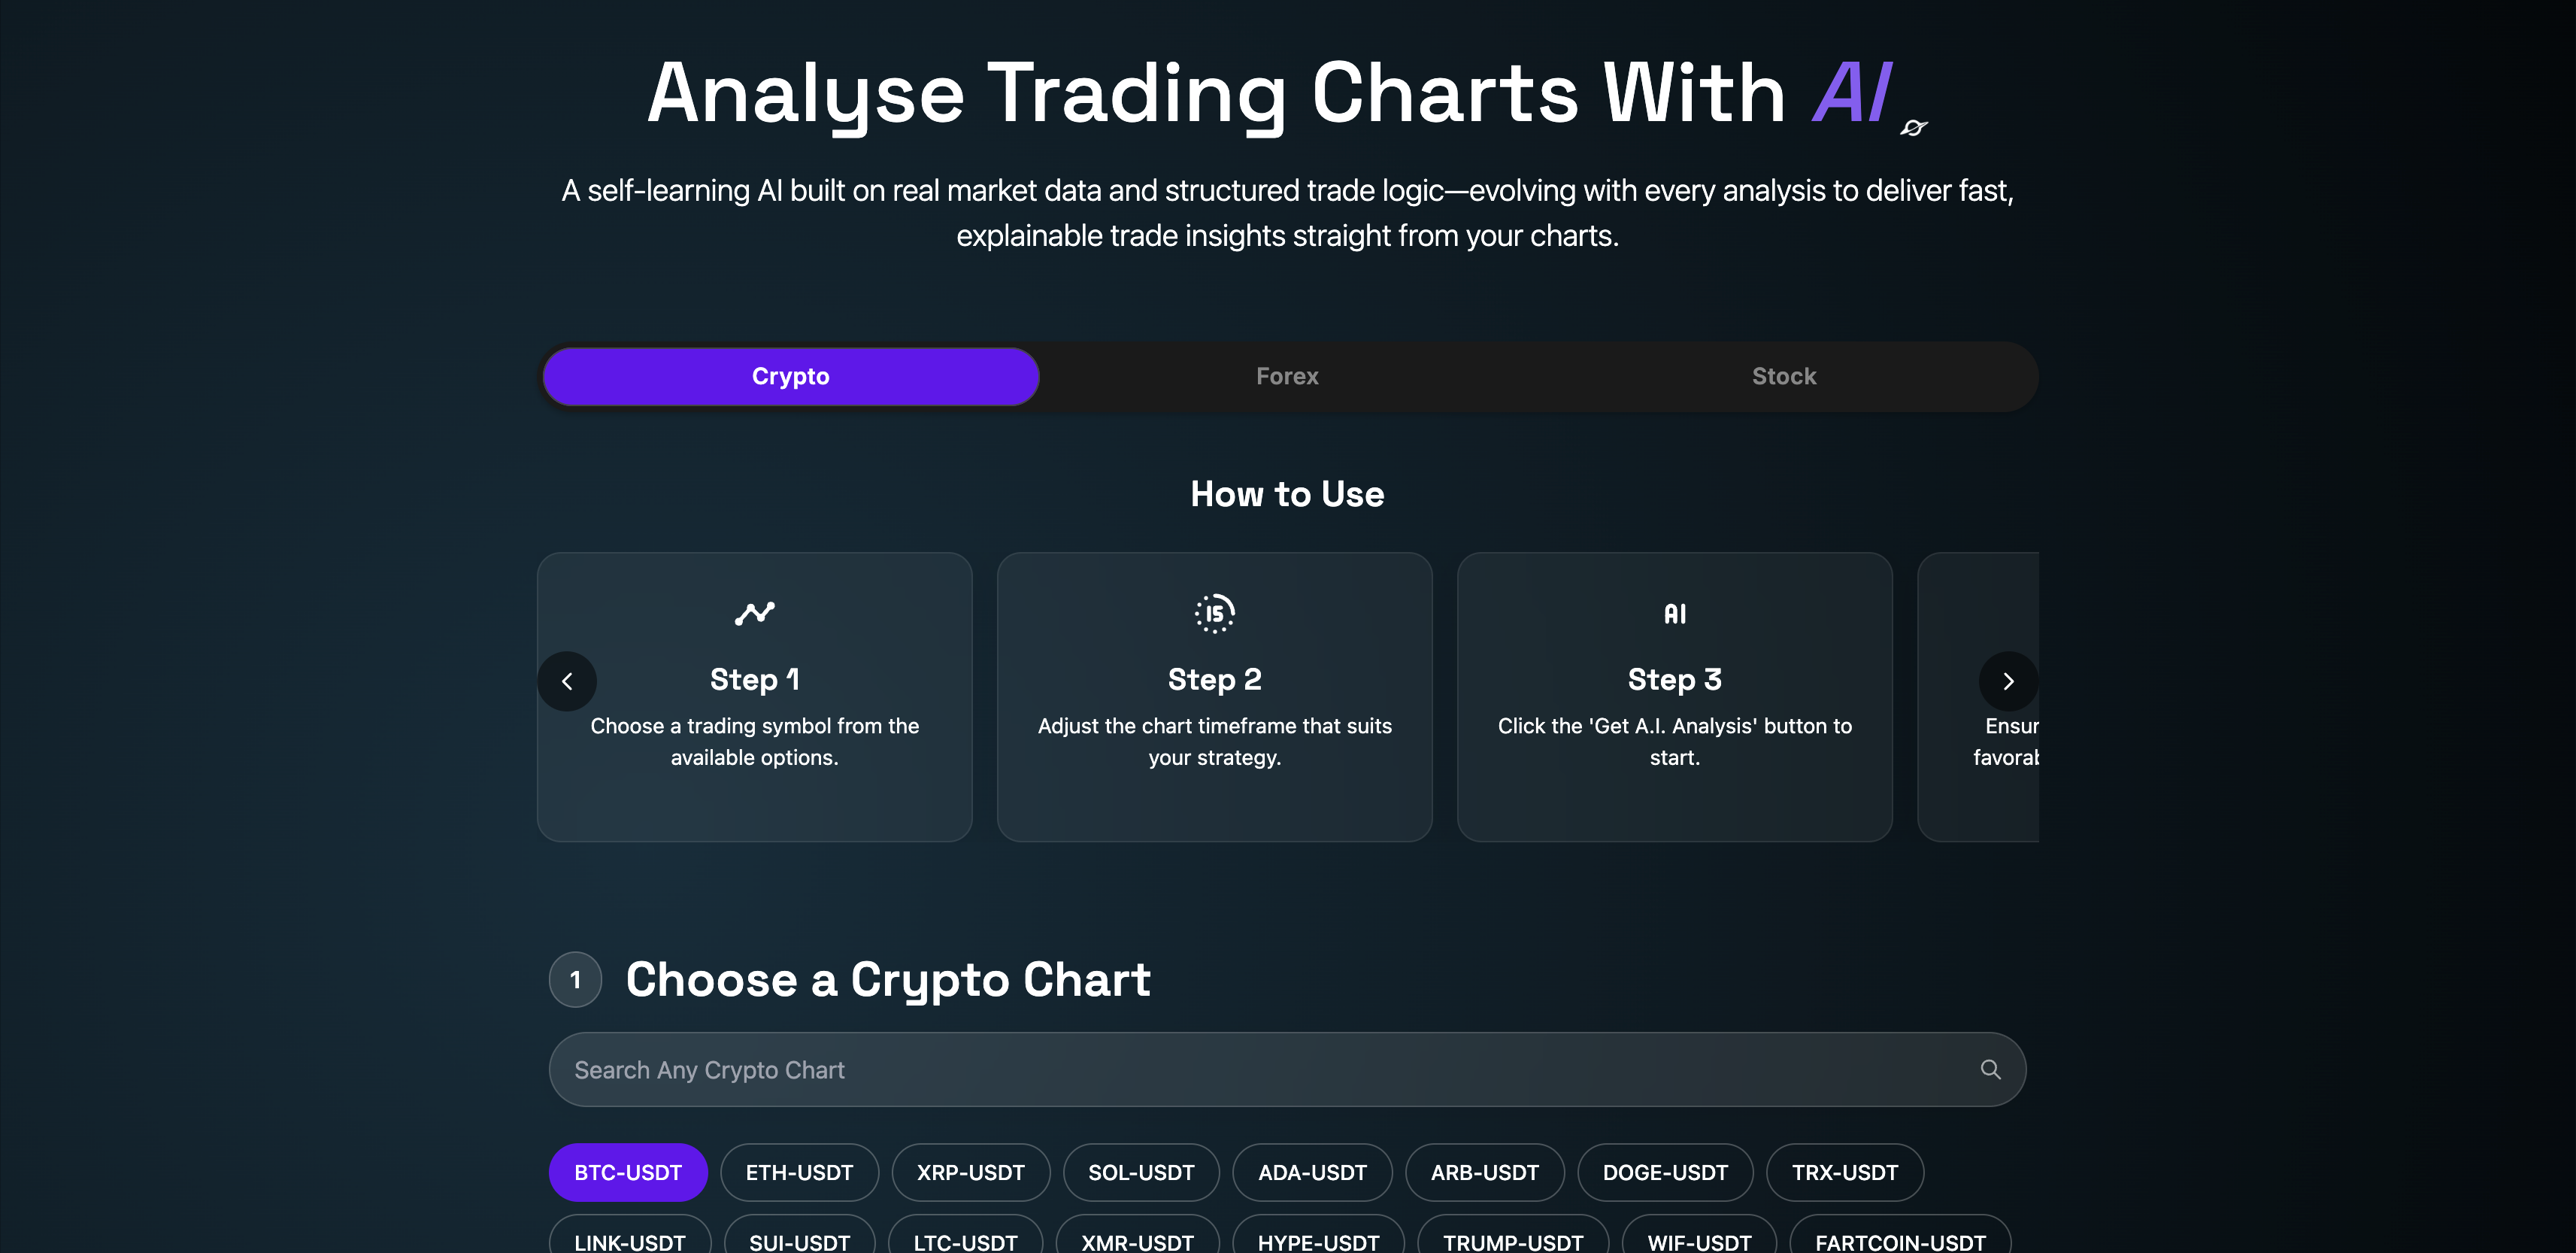 Analyse Trading Charts With AI
A self-learning AI built on real market data and structured trade logic—evolving with every analysis to deliver fast,
explainable trade insights straight from your charts.
Crypto
Forex
Stock
How to Use
15
AI
Step 1
Step 2
Step 3
Choose a trading symbol from the
available options.
Adjust the chart timeframe that suits
your strategy.
Click the 'Get A.I. Analysis' button to
start.
1
Choose a Crypto Chart
Search Any Crypto Chart
BTC-USDT
ETH-USDT
XRP-USDT
SOL-USDT
ADA-USDT
ARB-USDT
DOGE-USDT
TRX-USDT
LINK-USDT
SUI-USDT
LTC-USDT
XMR-USDT
HYPE-USDT
TRUMP-USDT
WIF-USDT
FARTCOIN-USDT